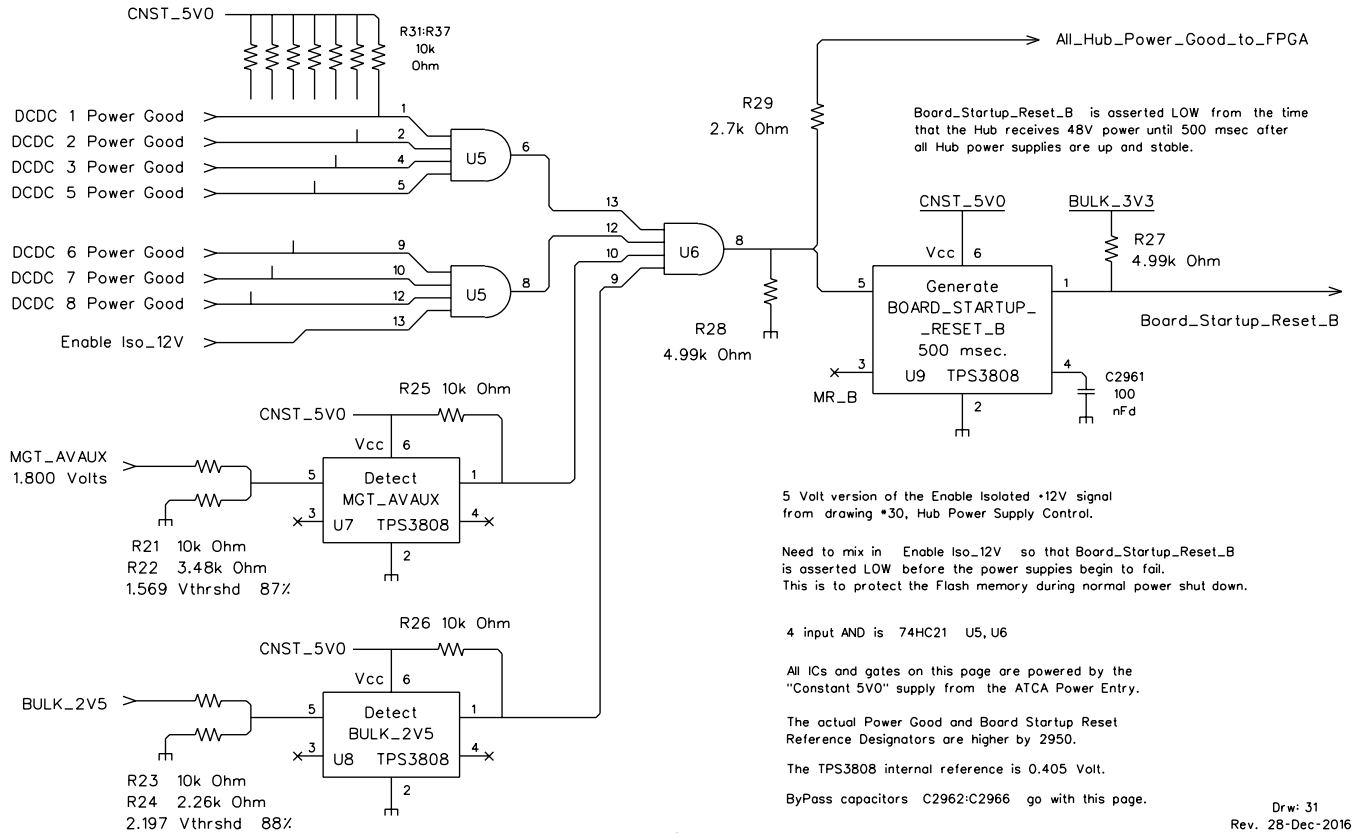 CNST_5V0
R31:R37
10k
Ohm
DCDC 1 Power Good
DCDC 2 Power Good
DCDC 3 Power Good
DCDC 5 Power Good
1
2
4
5
U5
6
DCDC 6 Power Good
DCDC 7 Power Good
DCDC 8 Power Good
Enable Iso_12V
9
10
12
13
U5
8
13
12
10
9
U6
8
R29
2.7k Ohm
All_Hub_Power_Good_to_FPGA
Board_Startup_Reset_B is asserted LOW from the time
that the Hub receives 48V power until 500 msec after
all Hub power supplies are up and stable.
R28
4.99k Ohm
CNST_5V0
Vcc 6
BULK_3V3
R27
4.99k Ohm
5
Generate
BOARD_STARTUP_
_RESET_B
500 msec.
U9 TPS3808
1
Board_Startup_Reset_B
3
MR_B
4
C2961
100
nFd
2
R25 10k Ohm
CNST_5V0
Vcc 6
MGT_AVAUX
1.800 Volts
5
Detect
MGT_AVAUX
U7 TPS3808
1
3
4
2
R21 10k Ohm
R22 3.48k Ohm
1.569 Vthrshd 87%
R26 10k Ohm
CNST_5V0
Vcc 6
BULK_2V5
5
Detect
BULK_2V5
U8 TPS3808
1
3
4
2
R23 10k Ohm
R24 2.26k Ohm
2.197 Vthrshd 88%
5 Volt version of the Enable Isolated +12V signal
from drawing #30, Hub Power Supply Control.
Need to mix in Enable Iso_12V so that Board_Startup_Reset_B
is asserted LOW before the power suppies begin to fail.
This is to protect the Flash memory during normal power shut down.
4 input AND is 74HC21 U5, U6
All ICs and gates on this page are powered by the
"Constant 5V0" supply from the ATCA Power Entry.
The actual Power Good and Board Startup Reset
Reference Designators are higher by 2950.
The TPS3808 internal reference is 0.405 Volt.
ByPass capacitors C2962:C2966 go with this page.
Drw: 31
Rev. 28-Dec-2016